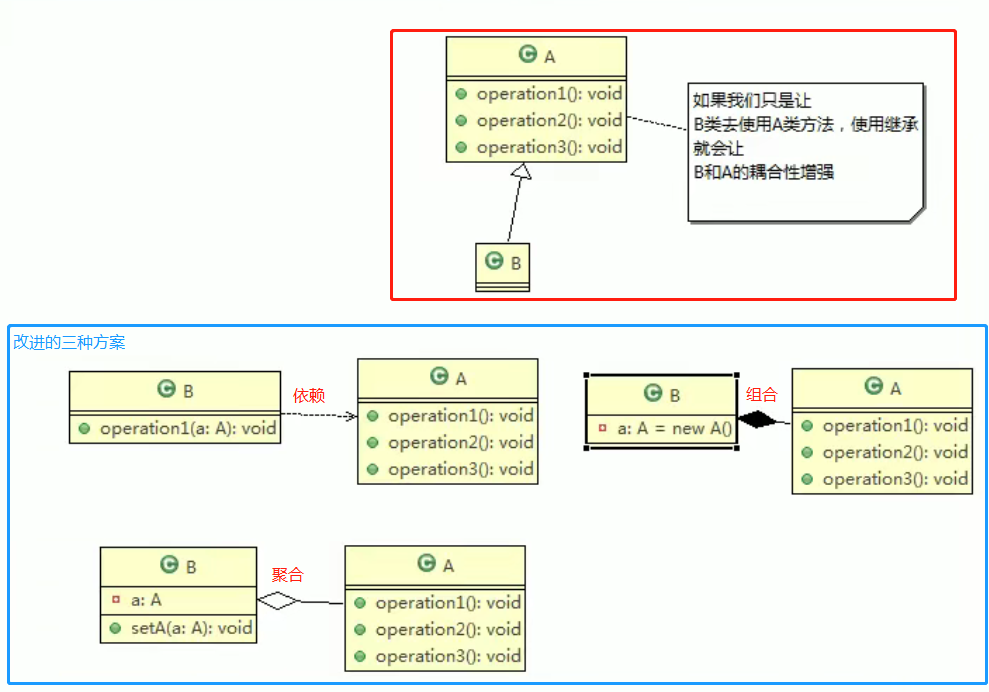 C A
operation1(): void
operation2(): void
operation3(): void
如果我们只是让
B类去使用A类方法，使用继承
就会让
B和A的耦合性增强
C B
改进的三种方案
C B
operation1(a: A): void
依赖
C A
operation1(): void
operation2(): void
operation3(): void
C B
a: A = new A()
组合
C A
operation1(): void
operation2(): void
operation3(): void
C B
a: A
setA(a: A): void
聚合
C A
operation1(): void
operation2(): void
operation3(): void